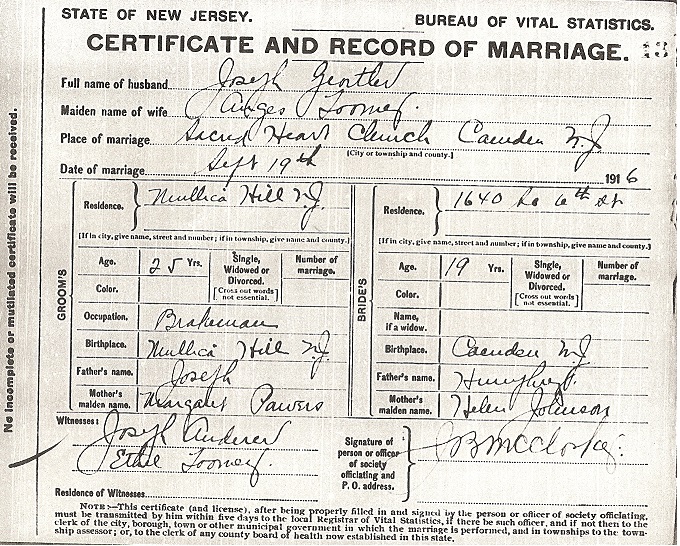 STATE OF NEW JERSEY. BUREAU OF VITAL STATISTICS.
CERTIFICATE AND RECORD OF MARRIAGE.
Full name of husband Joseph
Maiden name of wife Anges Toomey.
Place of marriage Sacred Heart Church Camden N.J
[City or township and county.]
Date of marriage Sept 19th 1916
No incomplete or mutilated certificate will be received.
GROOM'S
Residence. Mullica Hill N.J.
[If in city, give name, street and number; if in township, give name and county.]
Age. 25 Yrs. Single, Widowed or Divorced. [Cross out words not essential.] Number of marriage.
Color.
Occupation. Brakeman
Birthplace. Mullica Hill N.J.
Father's name. Joseph
Mother's maiden name. Margaret Powers
BRIDE'S
Residence. 1640 So 6th St
[If in city, give name, street and number; if in township, give name and county.]
Age. 19 Yrs. Single, Widowed or Divorced. [Cross out words not essential.] Number of marriage.
Color.
Name, if a widow.
Birthplace. Camden N.J
Father's name. Humphrey.
Mother's maiden name. Helen Johnson
Witnesses: Joseph
Ethel Toomey.
Residence of Witnesses
Signature of person or officer of society officiating and P.O. address. J B McCloskey.
NOTE:—This certificate (and license), after being properly filled in and signed by the person or officer of society officiating,
must be transmitted by him within five days to the local Registrar of Vital Statistics, if there be such officer, and if not then to the
clerk of the city, borough, town or other municipal government in which the marriage is performed, and in townships to the town-
ship assessor; or, to the clerk of any county board of health now established in this state.